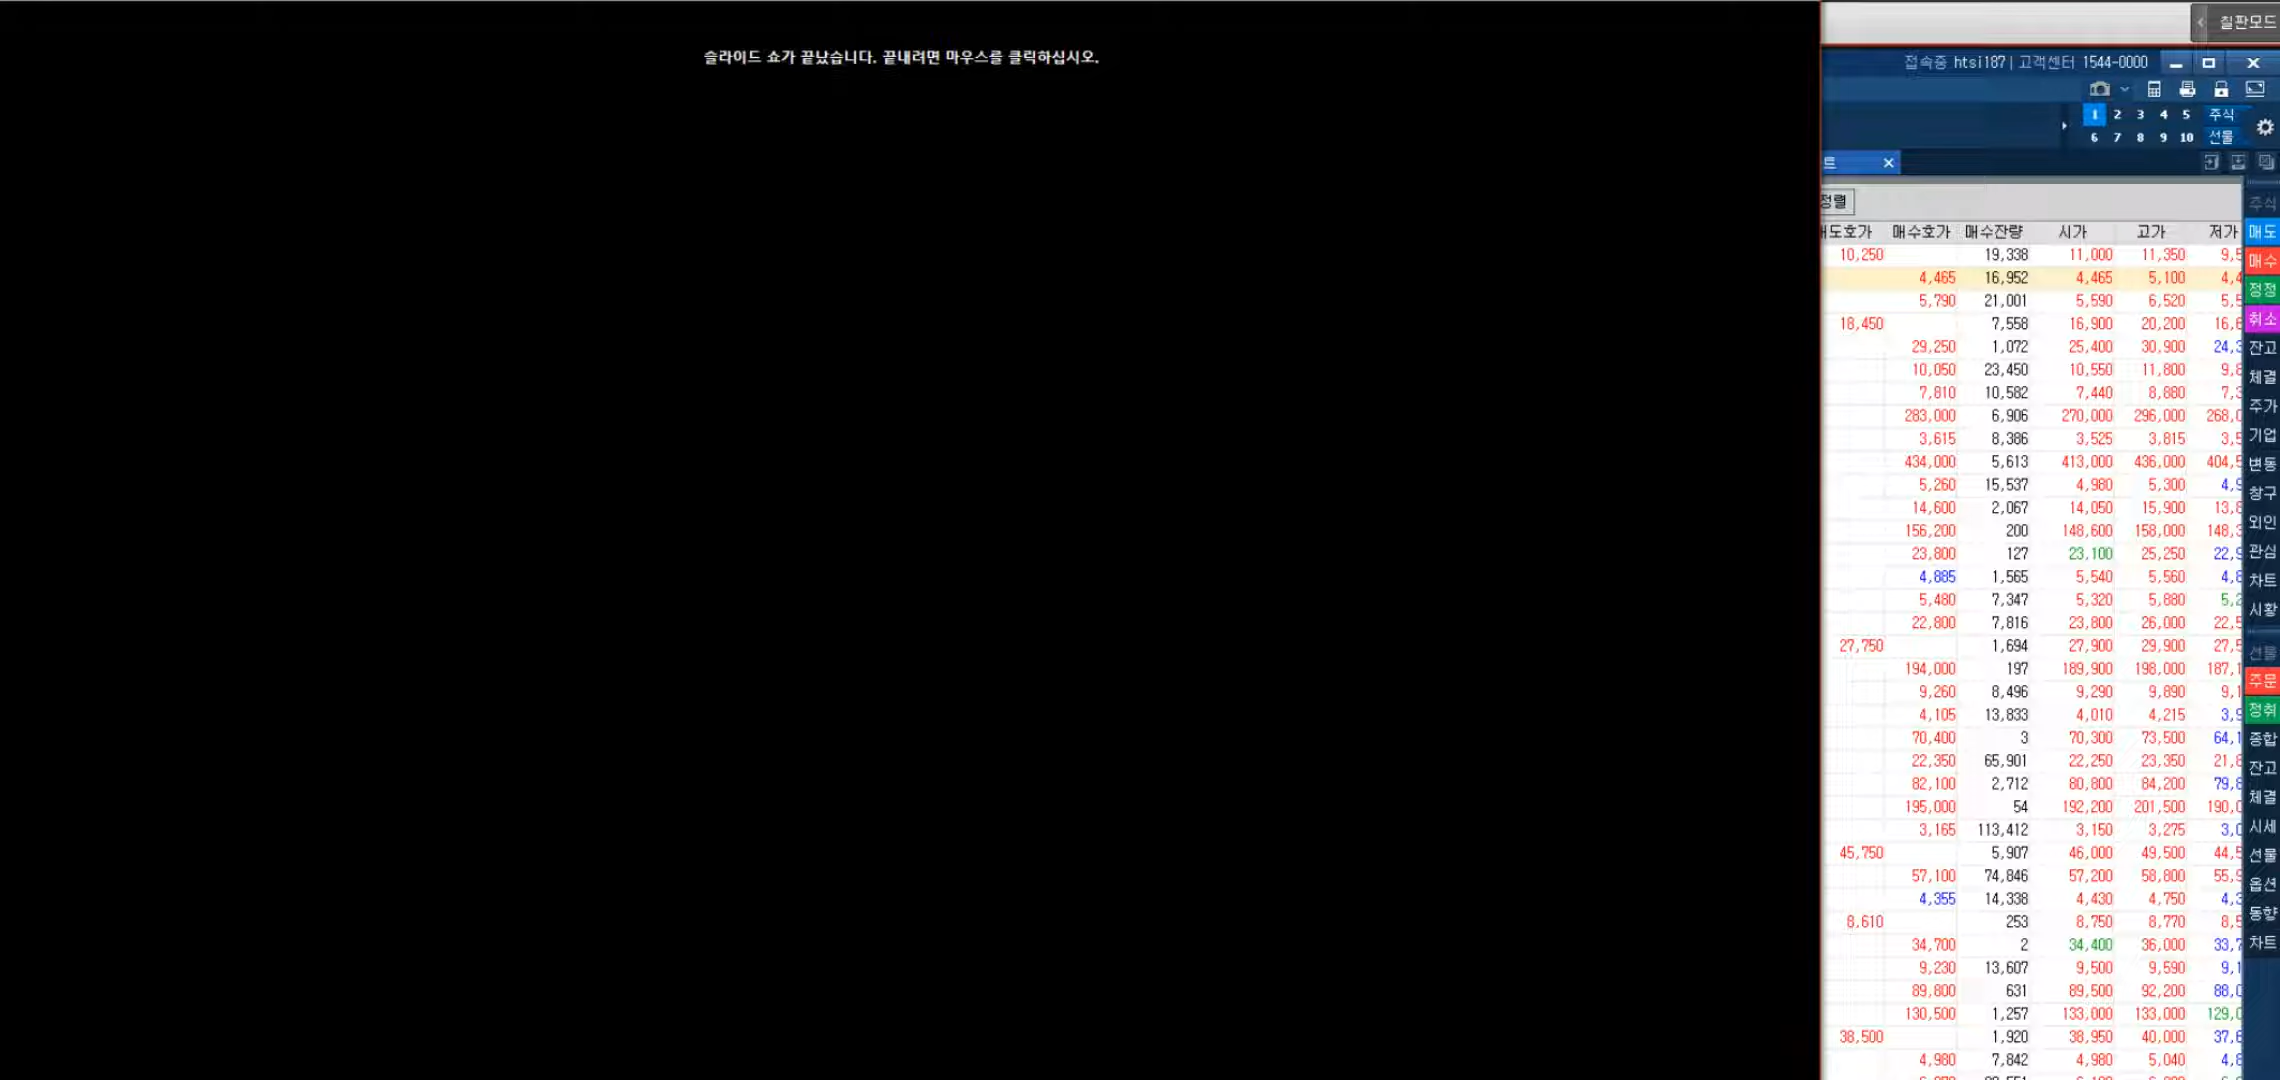 슬라이드 쇼가 끝났습니다. 끝내려면 마우스를 클릭하십시오.
칠판모드
접속중 htsi187 | 고객센터 1544-0000
1 2 3 4 5 주식
6 7 8 9 10 선물
트
정렬
매도호가 매수호가 매수잔량 시가 고가 저가
10,250 19,338 11,000 11,350
4,465 16,952 4,465 5,100
5,790 21,001 5,590 6,520
18,450 7,558 16,900 20,200
29,250 1,072 25,400 30,900
10,050 23,450 10,550 11,800
7,810 10,582 7,440 8,880
283,000 6,906 270,000 296,000
3,615 8,386 3,525 3,815
434,000 5,613 413,000 436,000
5,260 15,537 4,980 5,300
14,600 2,067 14,050 15,900
156,200 200 148,600 158,000
23,800 127 23,100 25,250
4,885 1,565 5,540 5,560
5,480 7,347 5,320 5,880
22,800 7,816 23,800 26,000
27,750 1,694 27,900 29,900
194,000 197 189,900 198,000
9,260 8,496 9,290 9,890
4,105 13,833 4,010 4,215
70,400 3 70,300 73,500
22,350 65,901 22,250 23,350
82,100 2,712 80,800 84,200
195,000 54 192,200 201,500
3,165 113,412 3,150 3,275
45,750 5,907 46,000 49,500
57,100 74,846 57,200 58,800
4,355 14,338 4,430 4,750
8,610 253 8,750 8,770
34,700 2 34,400 36,000
9,230 13,607 9,500 9,590
89,800 631 89,500 92,200
130,500 1,257 133,000 133,000
38,500 1,920 38,950 40,000
4,980 7,842 4,980 5,040
주식
매도
매수
정정
취소
잔고
체결
주가
기업
변동
창구
외인
관심
차트
시황
선물
주문
정취
종합
잔고
체결
시세
선물
옵션
동향
차트